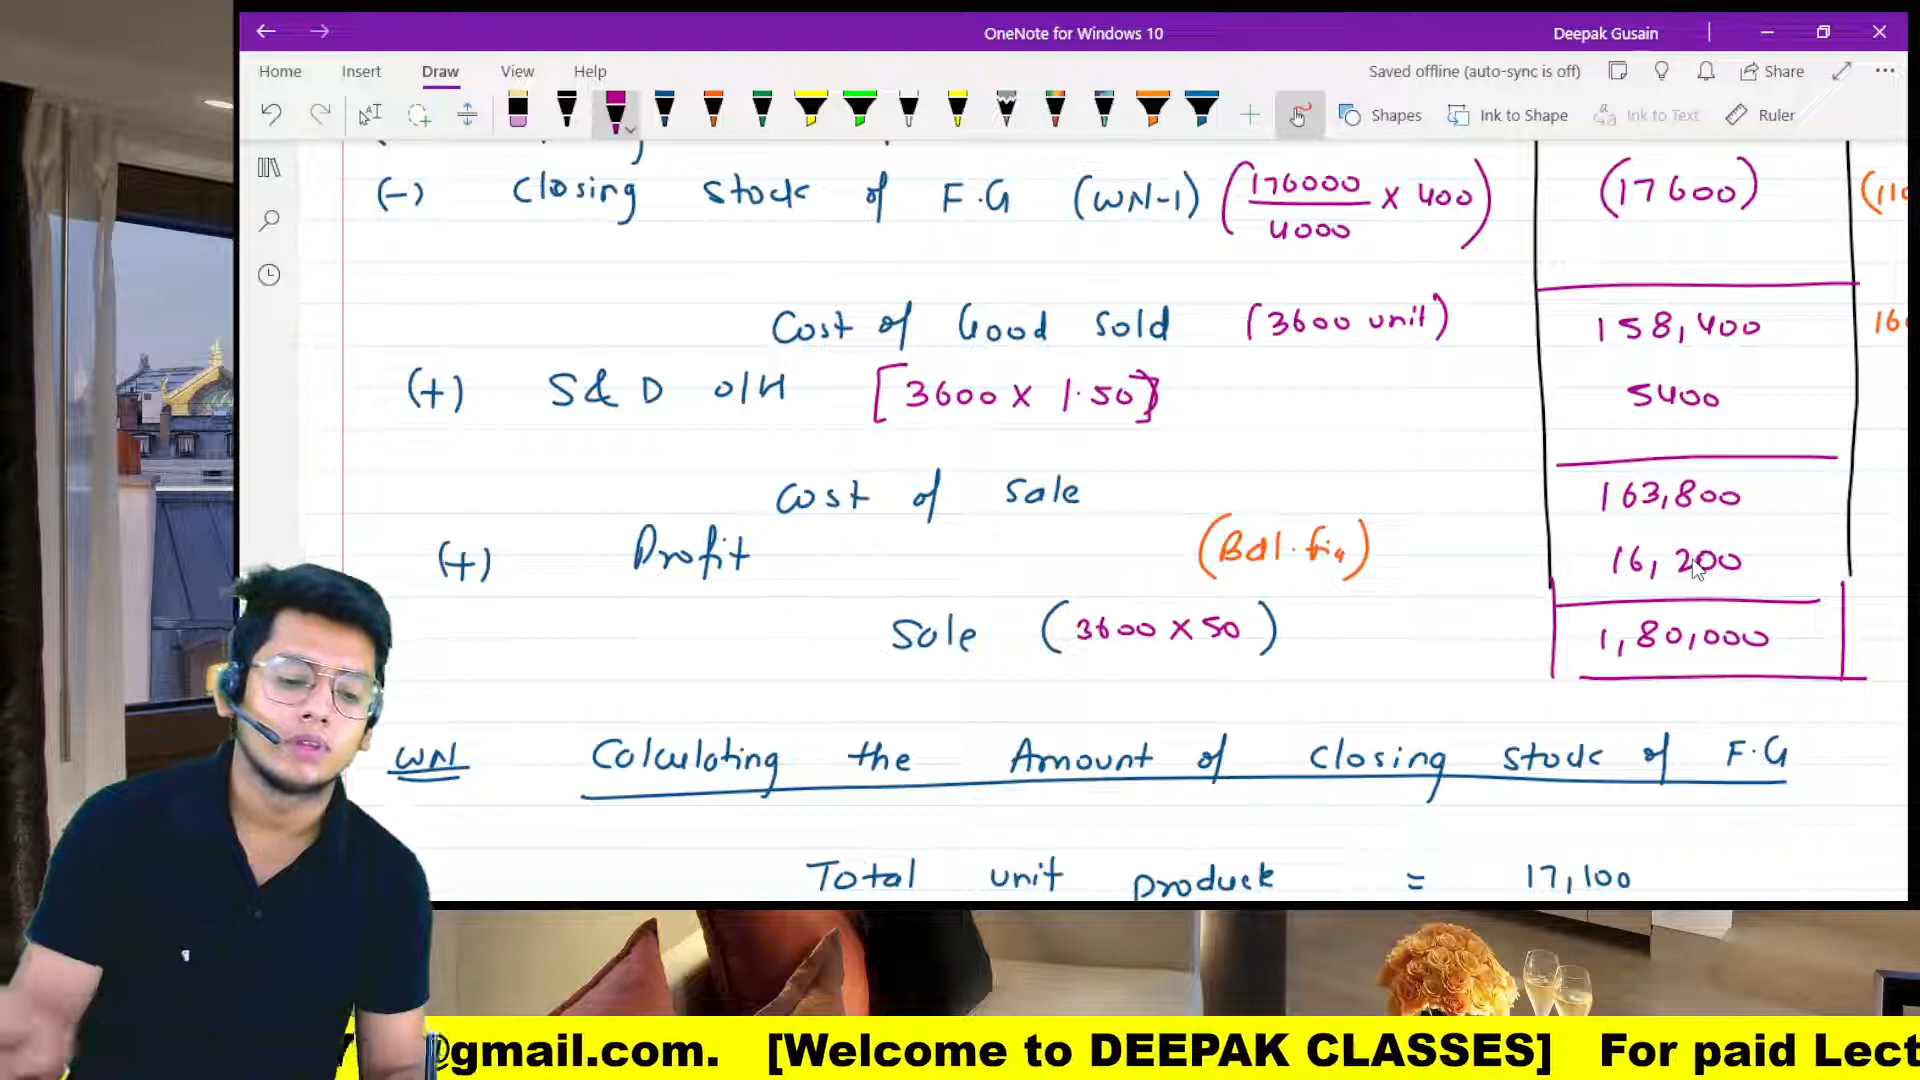 OneNote for Windows 10
Deepak Gusain
Home Insert Draw View Help
Saved offline (auto-sync is off) Share
Shapes Ink to Shape Ink to Text Ruler
(-) Closing stock of F.G (WN-1) (176000/4000 × 400) (17600)
Cost of Good sold (3600 unit) 158,400
(+) S& D o/H [3600 × 1.50] 5400
Cost of sale 163,800
(+) Profit (Bal. fig) 16,200
Sale (3600 × 50) 1,80,000
WN1 Calculating the Amount of closing stock of F.G
Total unit produck = 17,100
@gmail.com. [Welcome to DEEPAK CLASSES] For paid Lect